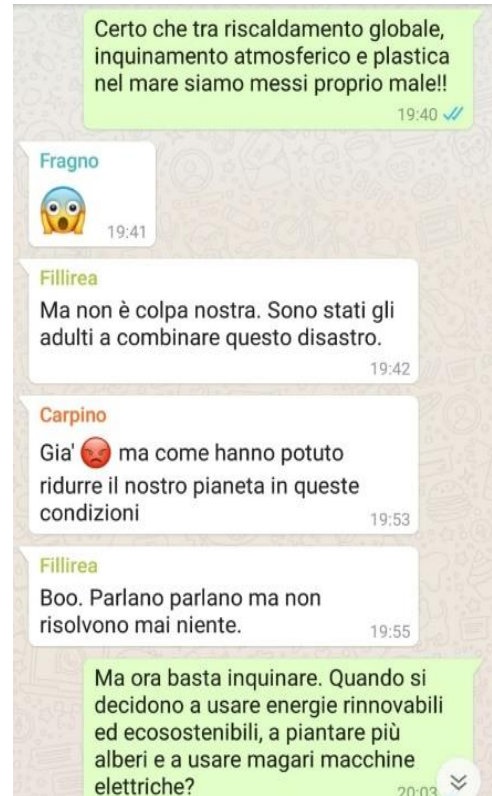 Certo che tra riscaldamento globale,
inquinamento atmosferico e plastica
nel mare siamo messi proprio male!!
19:40
Fragno
😱 19:41
Fillirea
Ma non è colpa nostra. Sono stati gli
adulti a combinare questo disastro.
19:42
Carpino
Gia' 😡 ma come hanno potuto
ridurre il nostro pianeta in queste
condizioni 19:53
Fillirea
Boo. Parlano parlano ma non
risolvono mai niente. 19:55
Ma ora basta inquinare. Quando si
decidono a usare energie rinnovabili
ed ecosostenibili, a piantare più
alberi e a usare magari macchine
elettriche? 20:03